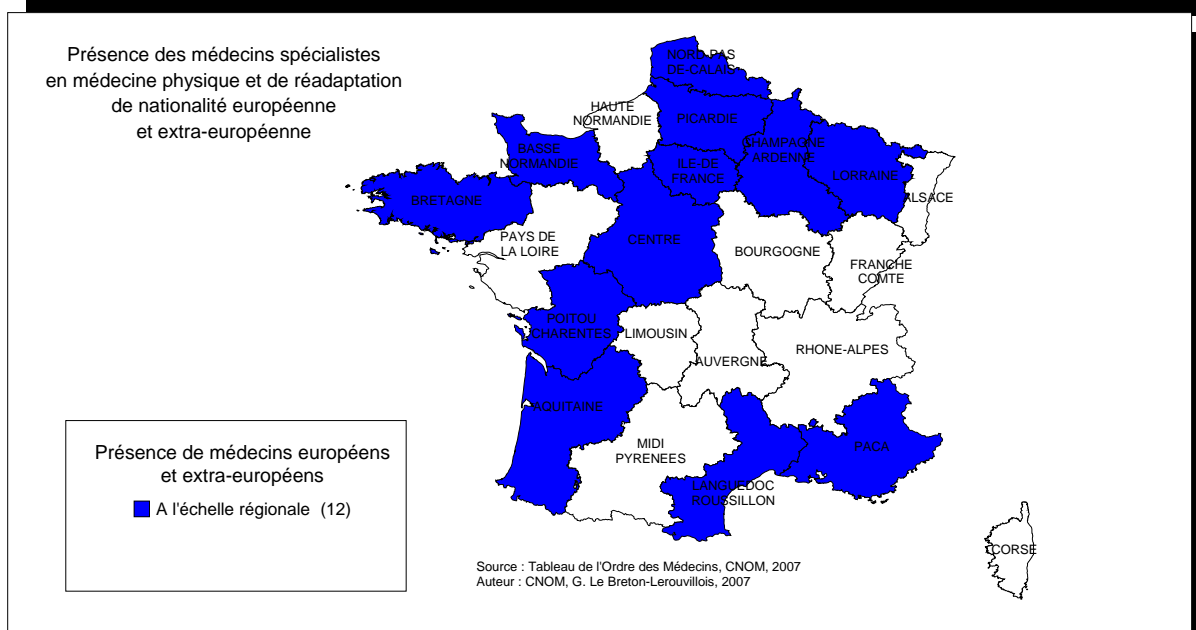 Présence des médecins spécialistes
en médecine physique et de réadaptation
de nationalité européenne
et extra-européenne
NORD-PAS
DE-CALAIS
HAUTE
NORMANDIE
PICARDIE
BASSE
NORMANDIE
CHAMPAGNE
ARDENNE
ILE-DE
FRANCE
LORRAINE
ALSACE
BRETAGNE
PAYS DE
LA LOIRE
CENTRE
BOURGOGNE
FRANCHE
COMTE
POITOU
CHARENTES
LIMOUSIN
AUVERGNE
RHONE-ALPES
AQUITAINE
MIDI
PYRENEES
LANGUEDOC
ROUSSILLON
PACA
CORSE
Présence de médecins européens
et extra-européens
A l'échelle régionale (12)
Source : Tableau de l'Ordre des Médecins, CNOM, 2007
Auteur : CNOM, G. Le Breton-Lerouvillois, 2007